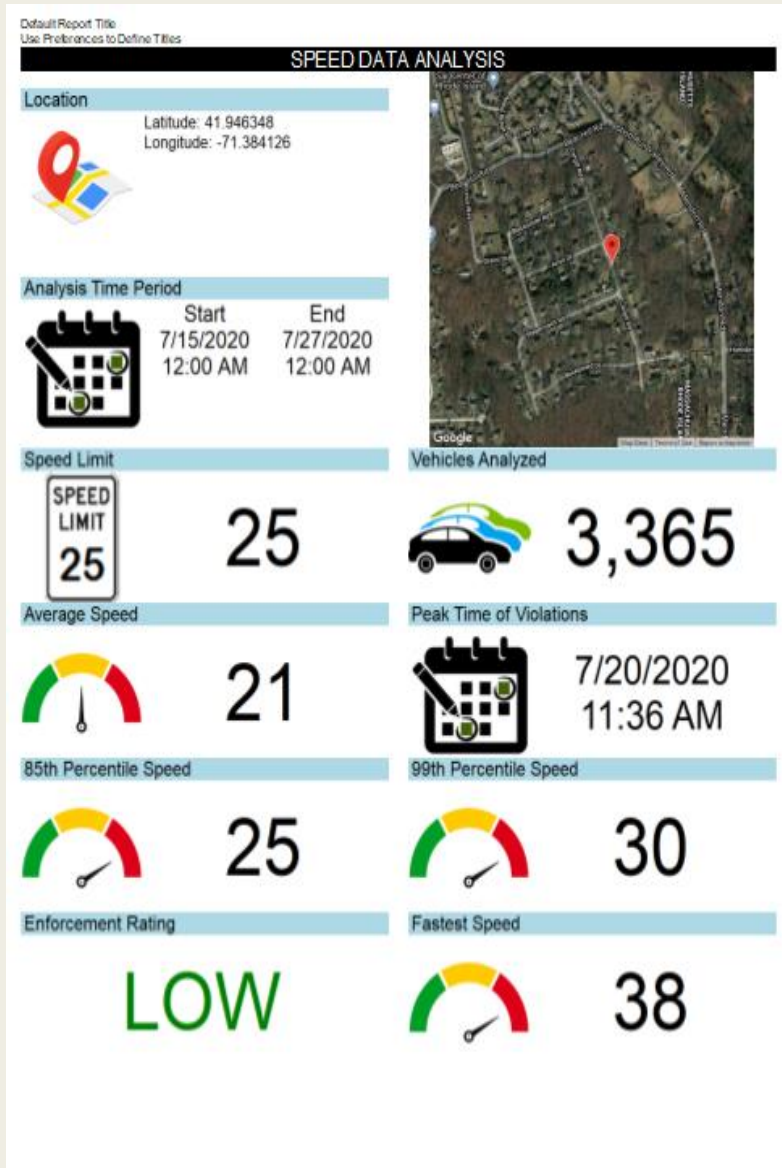 Default Report Title
Use Preferences to Define Titles
SPEED DATA ANALYSIS
Location
Latitude: 41.946348
Longitude: -71.384126
Analysis Time Period
Start End
7/15/2020 7/27/2020
12:00 AM 12:00 AM
Google
Speed Limit
SPEED
LIMIT
25
25
Vehicles Analyzed
3,365
Average Speed
21
Peak Time of Violations
7/20/2020
11:36 AM
85th Percentile Speed
25
99th Percentile Speed
30
Enforcement Rating
LOW
Fastest Speed
38